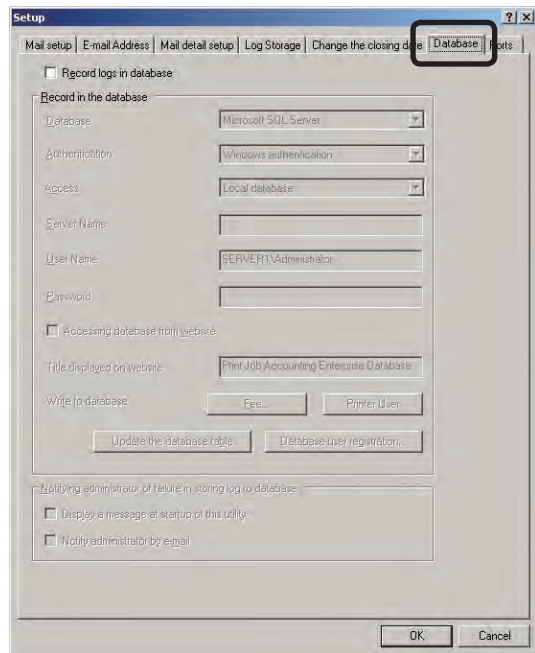 Setup
Mail setup E-mail Address Mail detail setup Log Storage Change the closing date Database Ports
Record logs in database
Record in the database
Database Microsoft SQL Server
Authentication Windows authentication
Access Local database
Server Name
User Name SERVER1\Administrator
Password
Accessing database from website
Title displayed on website Print Job Accounting Enterprise Database
Write to database Fee... Printer User
Update the database table Database user registration...
Notifying administrator of failure in storing log to database
Display a message at startup of this utility
Notify administrator by e-mail
OK Cancel